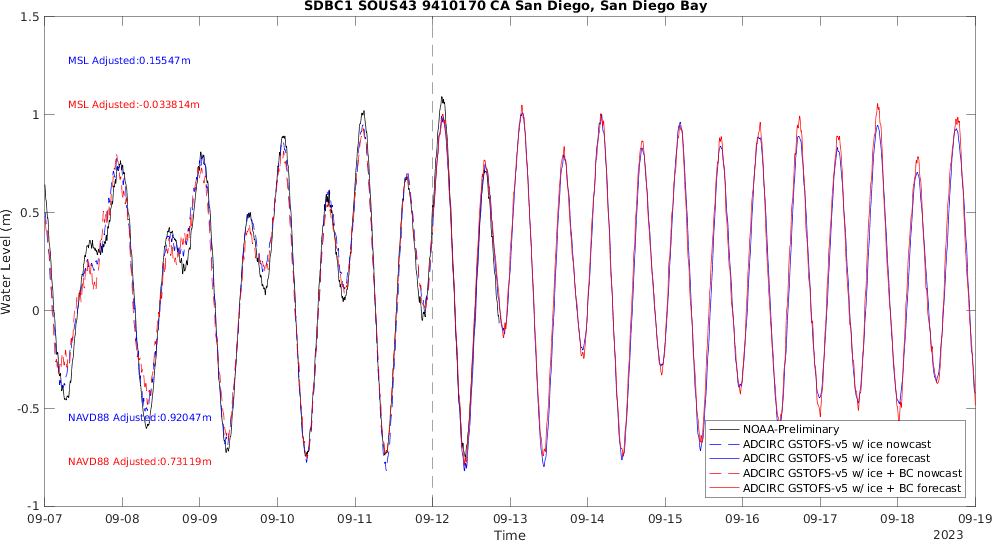 SDBC1 SOUS43 9410170 CA San Diego, San Diego Bay
1.5
1
0.5
0
-0.5
-1
Water Level (m)
MSL Adjusted:0.15547m
MSL Adjusted:-0.033814m
NAVD88 Adjusted:0.92047m
NAVD88 Adjusted:0.73119m
NOAA-Preliminary
ADCIRC GSTOFS-v5 w/ ice nowcast
ADCIRC GSTOFS-v5 w/ ice forecast
ADCIRC GSTOFS-v5 w/ ice + BC nowcast
ADCIRC GSTOFS-v5 w/ ice + BC forecast
09-07 09-08 09-09 09-10 09-11 09-12 09-13 09-14 09-15 09-16 09-17 09-18 09-19
Time
2023